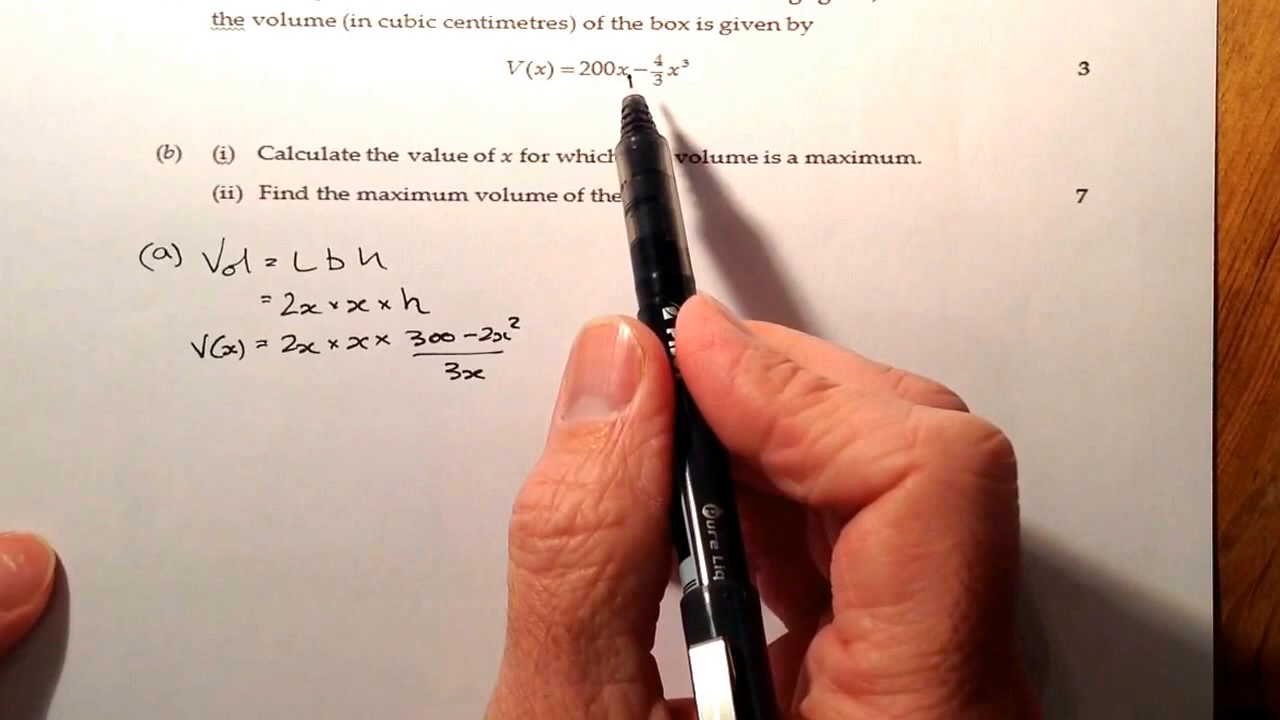 the volume (in cubic centimetres) of the box is given by
V(x) = 200x − 4/3 x³
3
(b) (i) Calculate the value of x for which volume is a maximum.
(ii) Find the maximum volume of the
7
(a) Vol = L b h
= 2x × x × h
V(x) = 2x × x × 300 − 2x² / 3x
Pure Liq